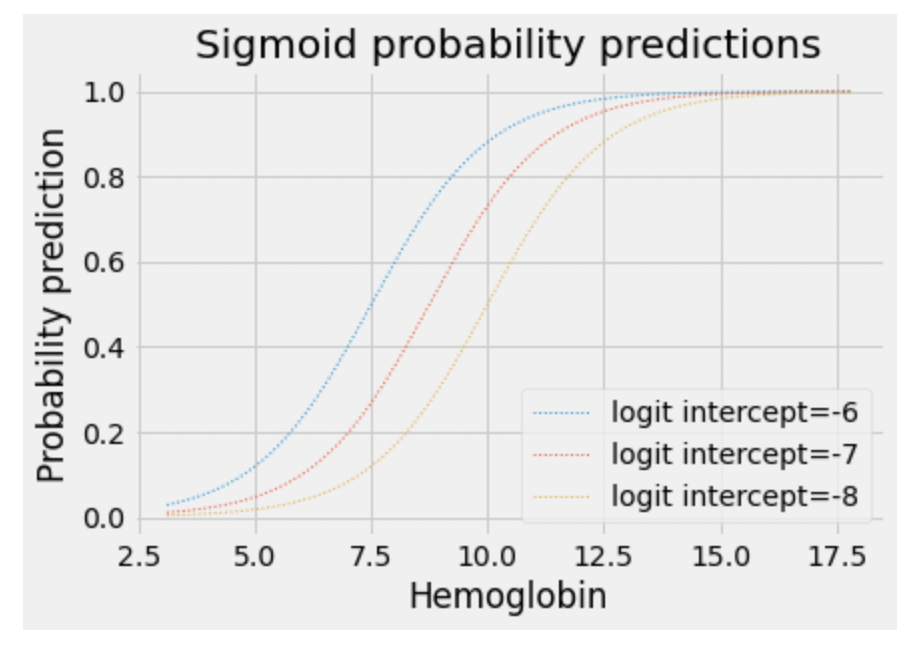 Sigmoid probability predictions
1.0
0.8
0.6
0.4
0.2
0.0
Probability prediction
logit intercept=-6
logit intercept=-7
logit intercept=-8
2.5 5.0 7.5 10.0 12.5 15.0 17.5
Hemoglobin